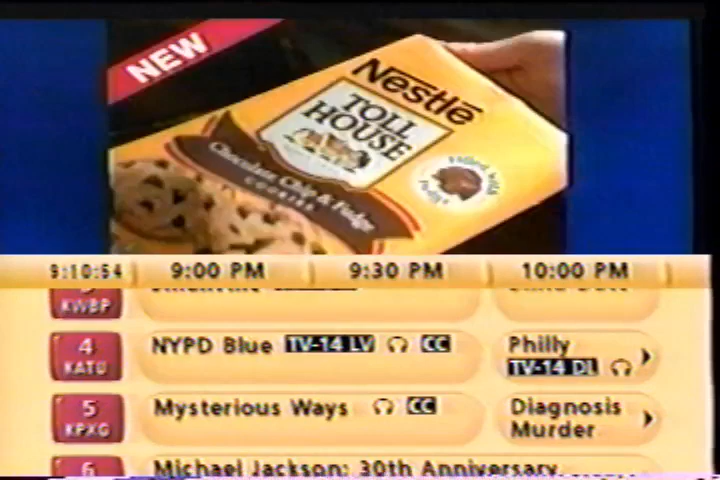 NEW
Nestlé
TOLL
HOUSE
Chocolate Chip & Fudge
COOKIES
Filled with
fudge
9:10:54 9:00 PM 9:30 PM 10:00 PM
KWBP
4 NYPD Blue TV-14 LV CC Philly
KATU TV-14 DL
5 Mysterious Ways CC Diagnosis
KPXG Murder
6 Michael Jackson: 30th Anniversary